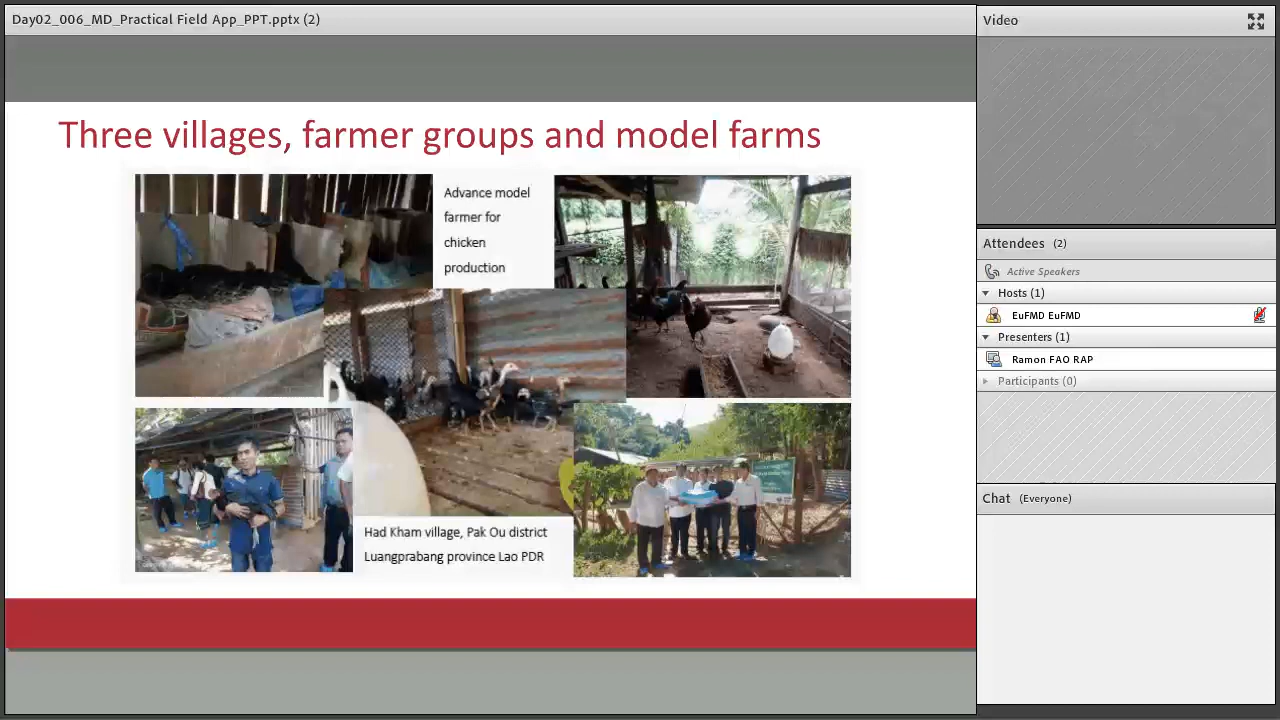 Day02_006_MD_Practical Field App_PPT.pptx (2)
Three villages, farmer groups and model farms
Advance model
farmer for
chicken
production
Had Kham village, Pak Ou district
Luangprabang province Lao PDR
Video
Attendees (2)
Active Speakers
Hosts (1)
EuFMD EuFMD
Presenters (1)
Ramon FAO RAP
Participants (0)
Chat (Everyone)